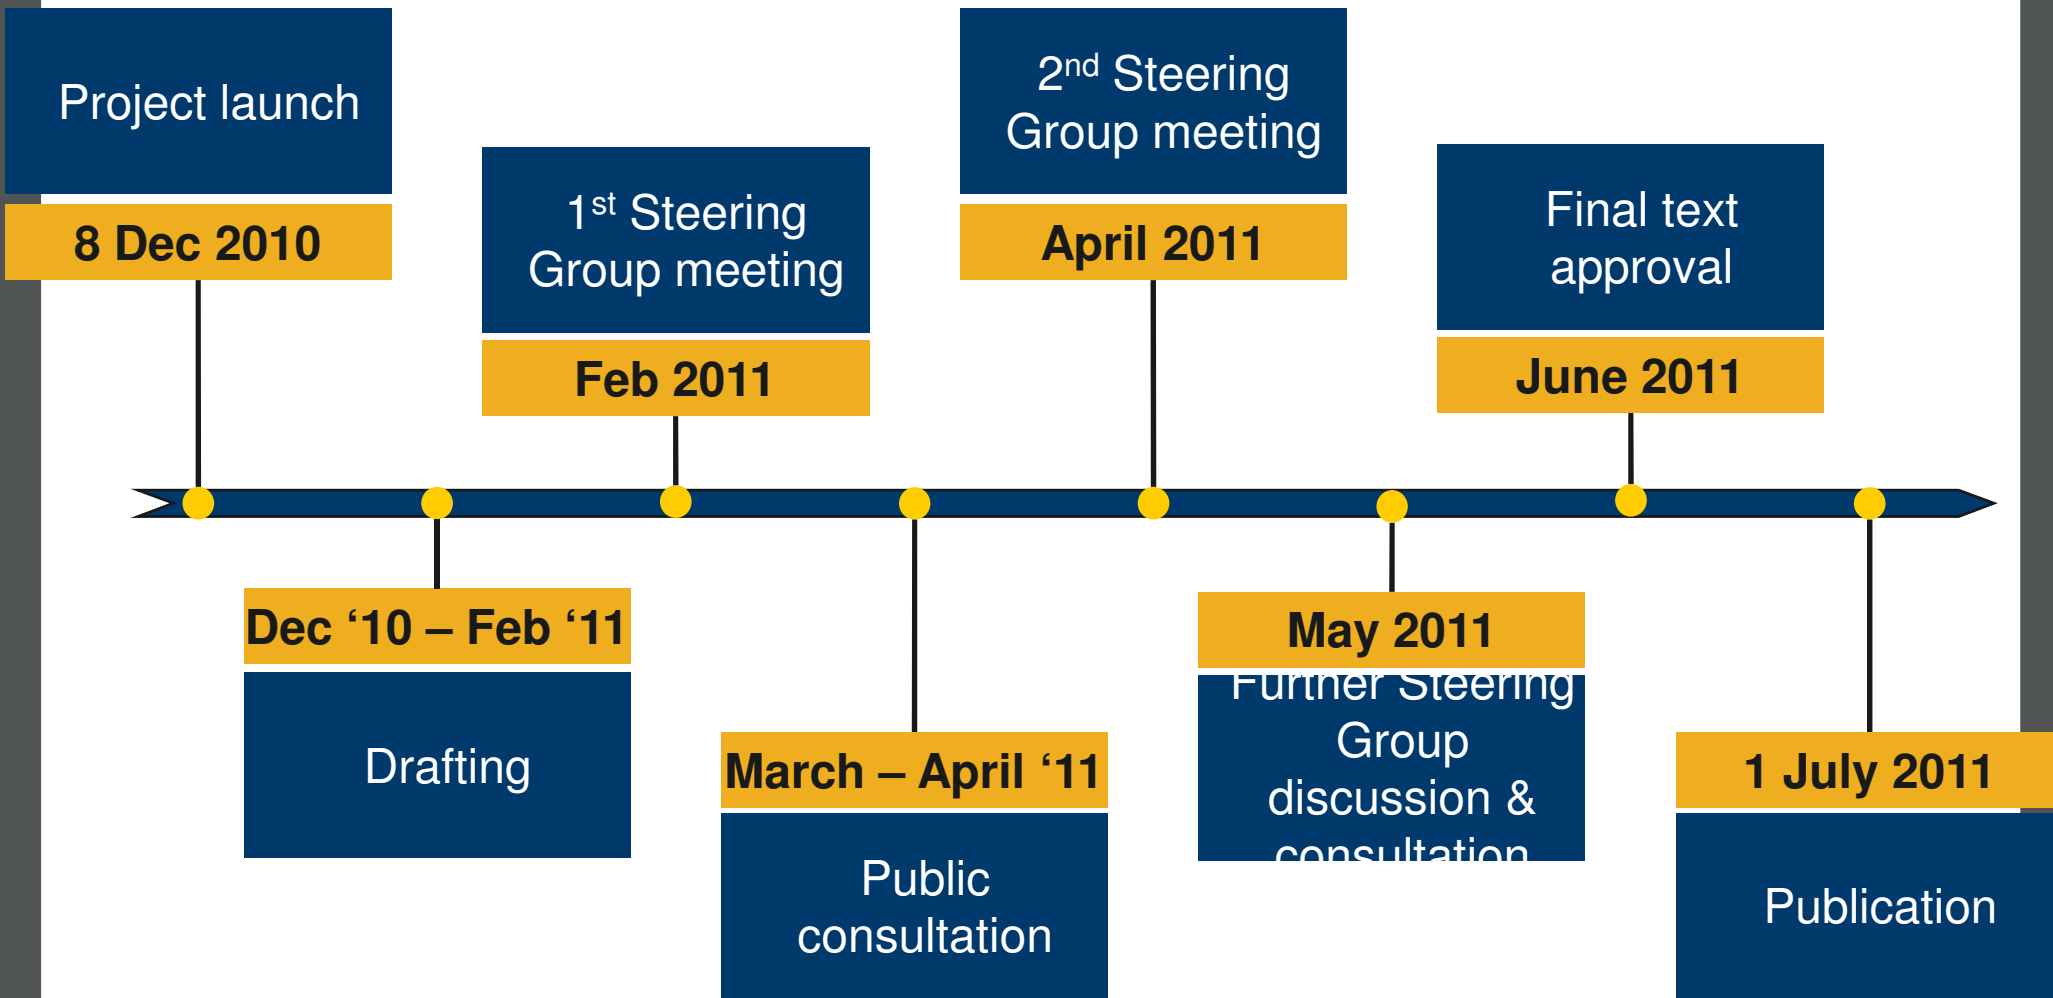 Project launch
8 Dec 2010
Dec ‘10 – Feb ‘11
Drafting
1st Steering
Group meeting
Feb 2011
March – April ‘11
Public
consultation
2nd Steering
Group meeting
April 2011
May 2011
Further Steering
Group
discussion &
consultation
Final text
approval
June 2011
1 July 2011
Publication